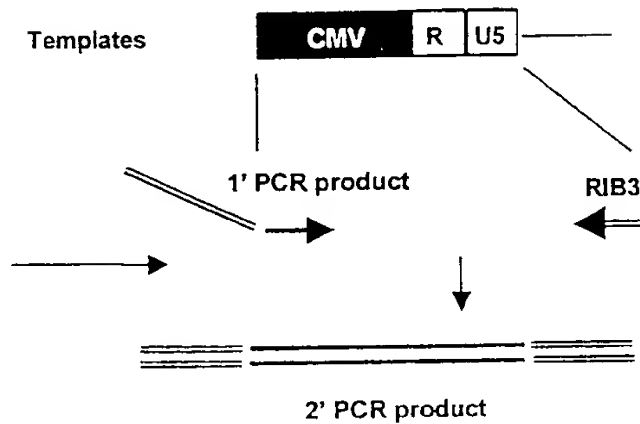 Templates
CMV R U5
1' PCR product
RIB3
2' PCR product